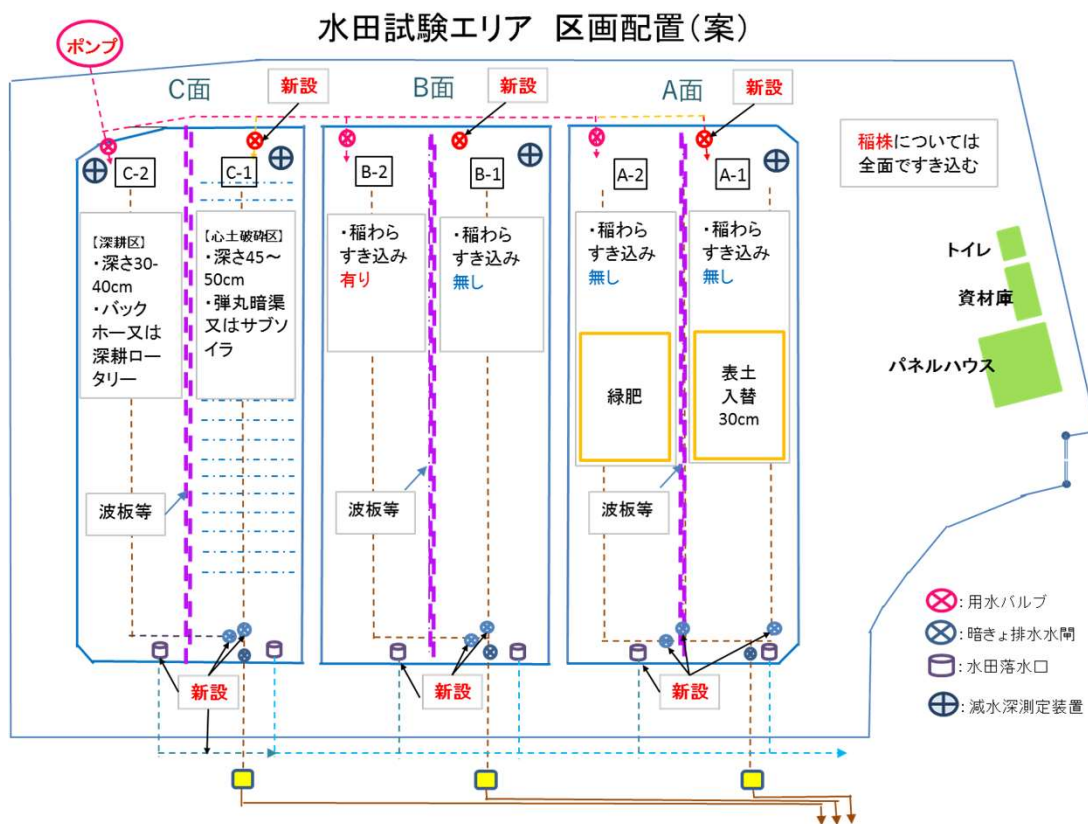 水田試験エリア 区画配置(案)
ポンプ
C面
新設
B面
新設
A面
新設
稲株については
全面ですき込む
C-2
C-1
B-2
B-1
A-2
A-1
【深耕区】
・深さ30-
40cm
・バック
ホー又は
深耕ロー
タリー
【心土破砕区】
・深さ45~
50cm
・弾丸暗渠
又はサブソ
イラ
・稲わら
すき込み
有り
・稲わら
すき込み
無し
・稲わら
すき込み
無し
・稲わら
すき込み
無し
緑肥
表土
入替
30cm
トイレ
資材庫
パネルハウス
波板等
波板等
波板等
新設
新設
新設
:用水バルブ
:暗きょ排水水閘
:水田落水口
:減水深測定装置